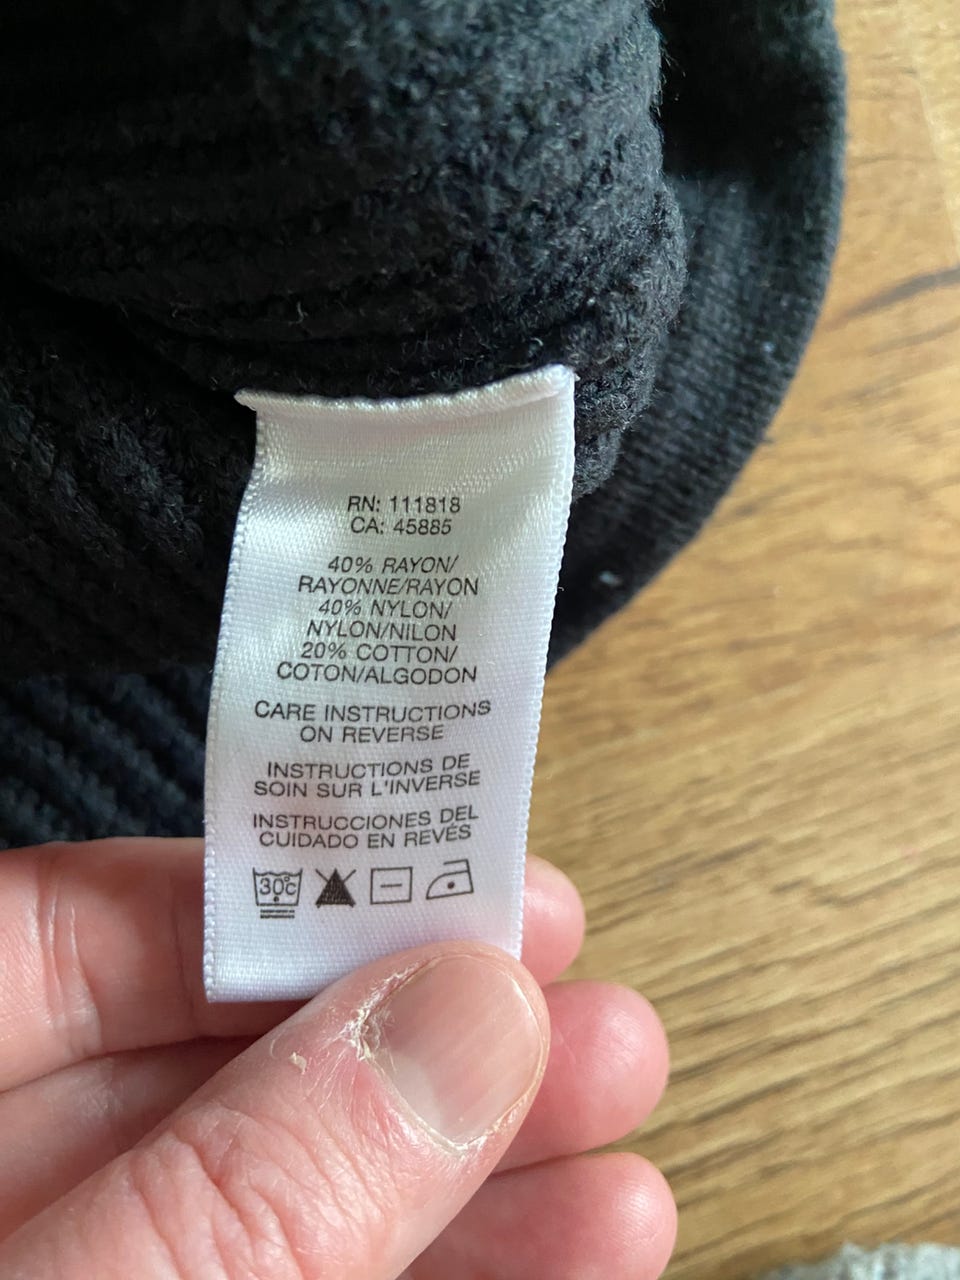 RN: 111818
CA: 45885
40% RAYON/
RAYONNE/RAYON
40% NYLON/
NYLON/NILON
20% COTTON/
COTON/ALGODON
CARE INSTRUCTIONS
ON REVERSE
INSTRUCTIONS DE
SOIN SUR L'INVERSE
INSTRUCCIONES DEL
CUIDADO EN REVÉS
30°c